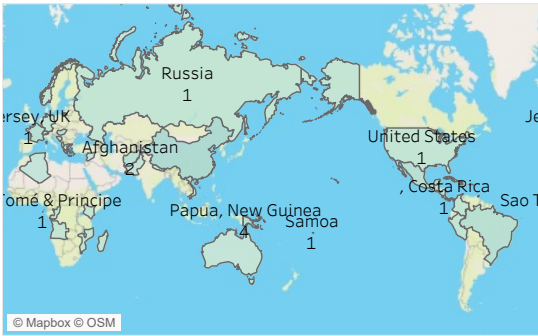 Russia
1
ersey, UK
1
Je
Afghanistan
2
United States
1
, Costa Rica
1
Tomé & Principe
1
Sao T
Papua, New Guinea
4
Samoa
1
© Mapbox © OSM